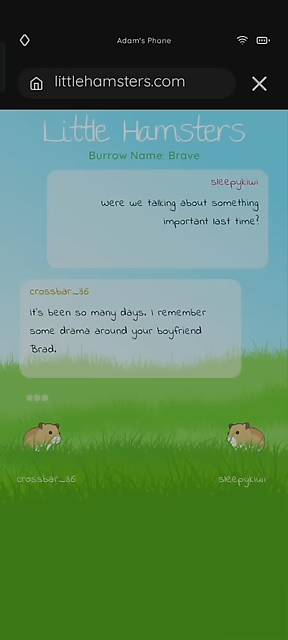 Adam's Phone
littlehamsters.com
Little Hamsters
Burrow Name: Brave
sleepykiwi
Were we talking about something
important last time?
crossbar_36
It's been so many days. I remember
some drama around your boyfriend
Brad.
crossbar_36
sleepykiwi